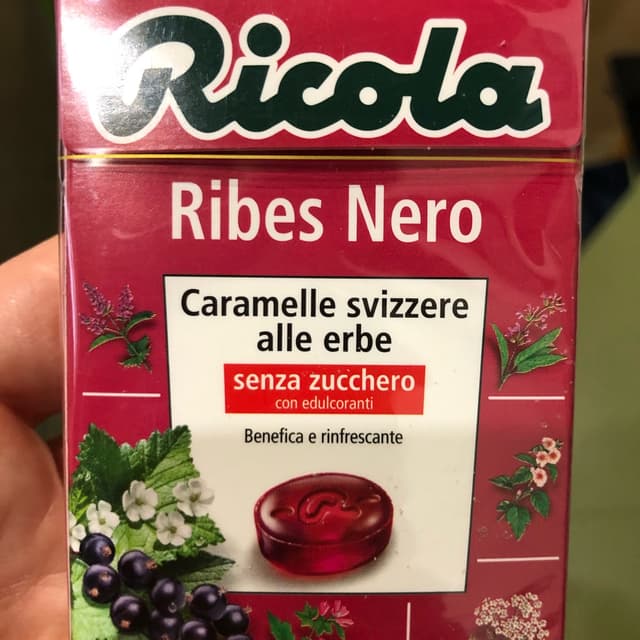 Ricola
Ribes Nero
Caramelle svizzere
alle erbe
senza zucchero
con edulcoranti
Benefica e rinfrescante